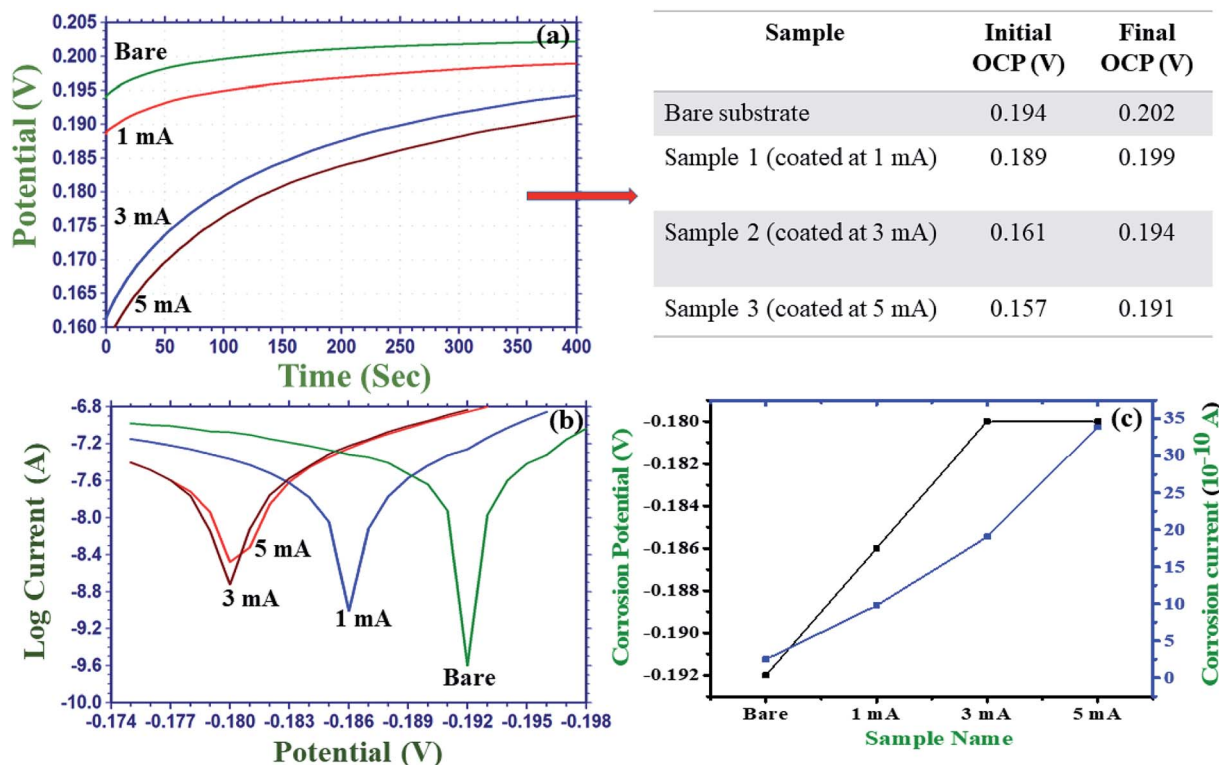 (a)
Potential (V)
0.205
0.200
0.195
0.190
0.185
0.180
0.175
0.170
0.165
0.160
Bare
1 mA
3 mA
5 mA
0 50 100 150 200 250 300 350 400
Time (Sec)
Sample Initial Final
OCP (V) OCP (V)
Bare substrate 0.194 0.202
Sample 1 (coated at 1 mA) 0.189 0.199
Sample 2 (coated at 3 mA) 0.161 0.194
Sample 3 (coated at 5 mA) 0.157 0.191
(b)
Log Current (A)
-6.8
-7.2
-7.6
-8.0
-8.4
-8.8
-9.2
-9.6
-10.0
5 mA
3 mA
1 mA
Bare
-0.174 -0.177 -0.180 -0.183 -0.186 -0.189 -0.192 -0.195 -0.198
Potential (V)
(c)
Corrosion Potential (V)
-0.180
-0.182
-0.184
-0.186
-0.188
-0.190
-0.192
35
30
25
20
15
10
5
0
Corrosion current (10-10 A)
Bare 1 mA 3 mA 5 mA
Sample Name